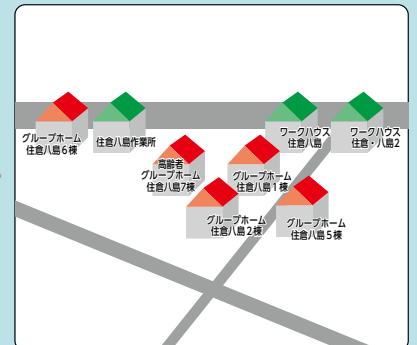 グループホーム
住倉八島6棟
住倉八島作業所
ワークハウス
住倉八島
ワークハウス
住倉・八島2
高齢者
グループホーム
住倉八島7棟
グループホーム
住倉八島1棟
グループホーム
住倉八島2棟
グループホーム
住倉八島5棟